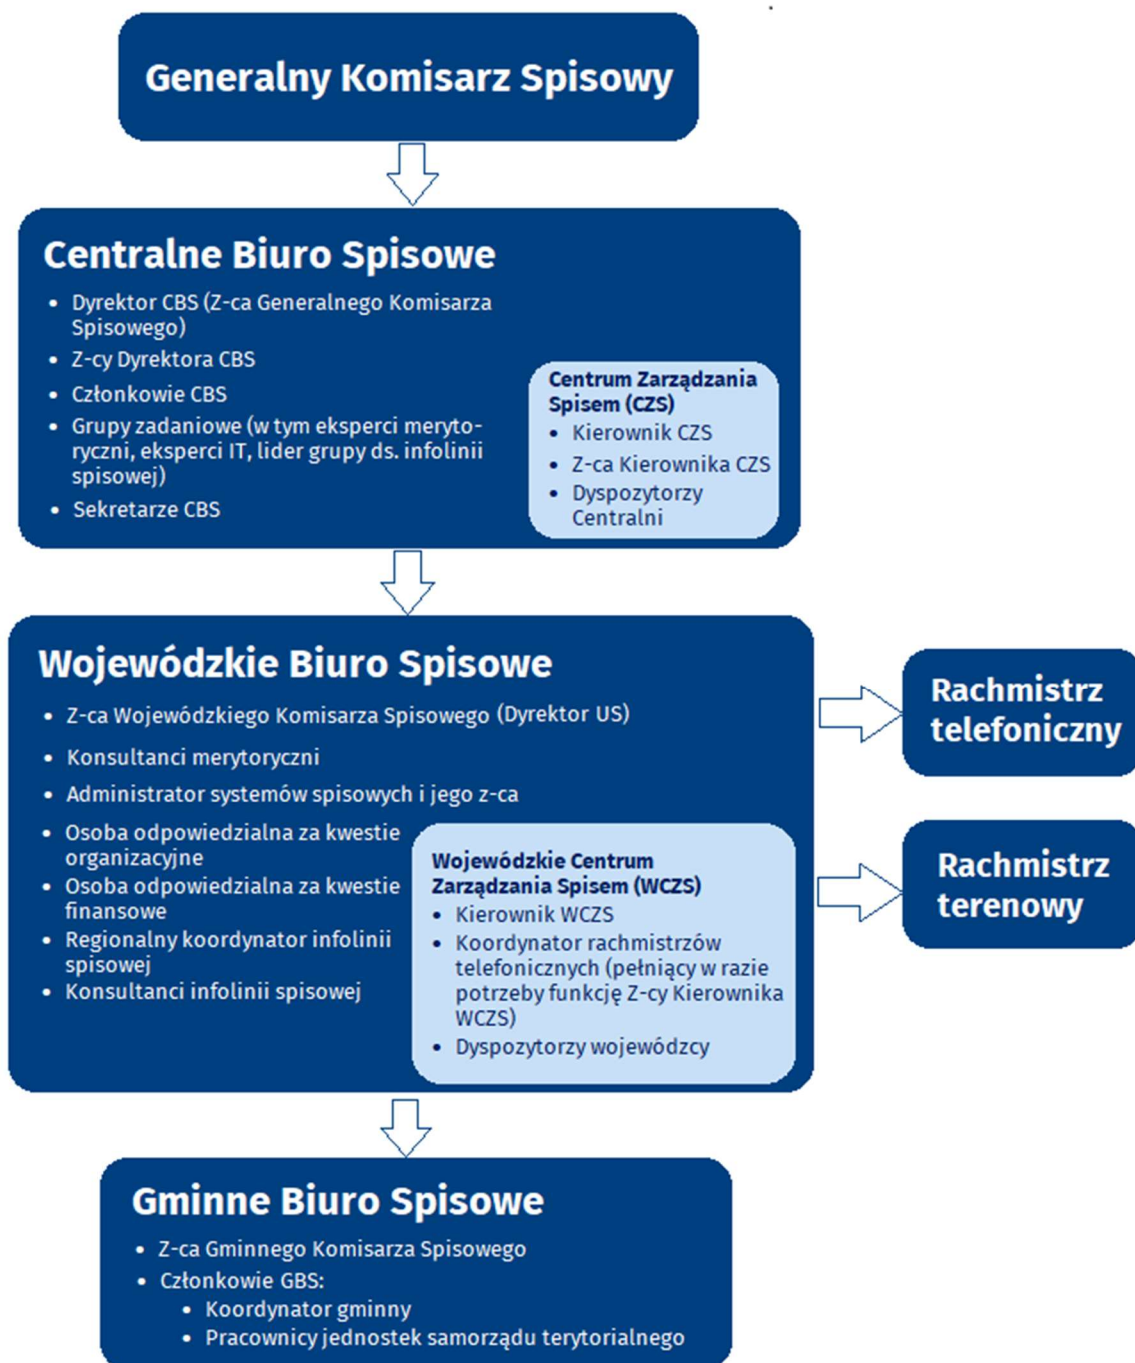 Generalny Komisarz Spisowy
Centralne Biuro Spisowe
• Dyrektor CBS (Z-ca Generalnego Komisarza
Spisowego)
• Z-cy Dyrektora CBS
• Członkowie CBS
• Grupy zadaniowe (w tym eksperci meryto-
ryczni, eksperci IT, lider grupy ds. infolinii
spisowej)
• Sekretarze CBS
Centrum Zarządzania
Spisem (CZS)
• Kierownik CZS
• Z-ca Kierownika CZS
• Dyspozytorzy
Centralni
Wojewódzkie Biuro Spisowe
• Z-ca Wojewódzkiego Komisarza Spisowego (Dyrektor US)
• Konsultanci merytoryczni
• Administrator systemów spisowych i jego z-ca
• Osoba odpowiedzialna za kwestie
organizacyjne
• Osoba odpowiedzialna za kwestie
finansowe
• Regionalny koordynator infolinii
spisowej
• Konsultanci infolinii spisowej
Wojewódzkie Centrum
Zarządzania Spisem (WCZS)
• Kierownik WCZS
• Koordynator rachmistrzów
telefonicznych (pełniący w razie
potrzeby funkcję Z-cy Kierownika
WCZS)
• Dyspozytorzy wojewódzcy
Rachmistrz
telefoniczny
Rachmistrz
terenowy
Gminne Biuro Spisowe
• Z-ca Gminnego Komisarza Spisowego
• Członkowie GBS:
• Koordynator gminny
• Pracownicy jednostek samorządu terytorialnego